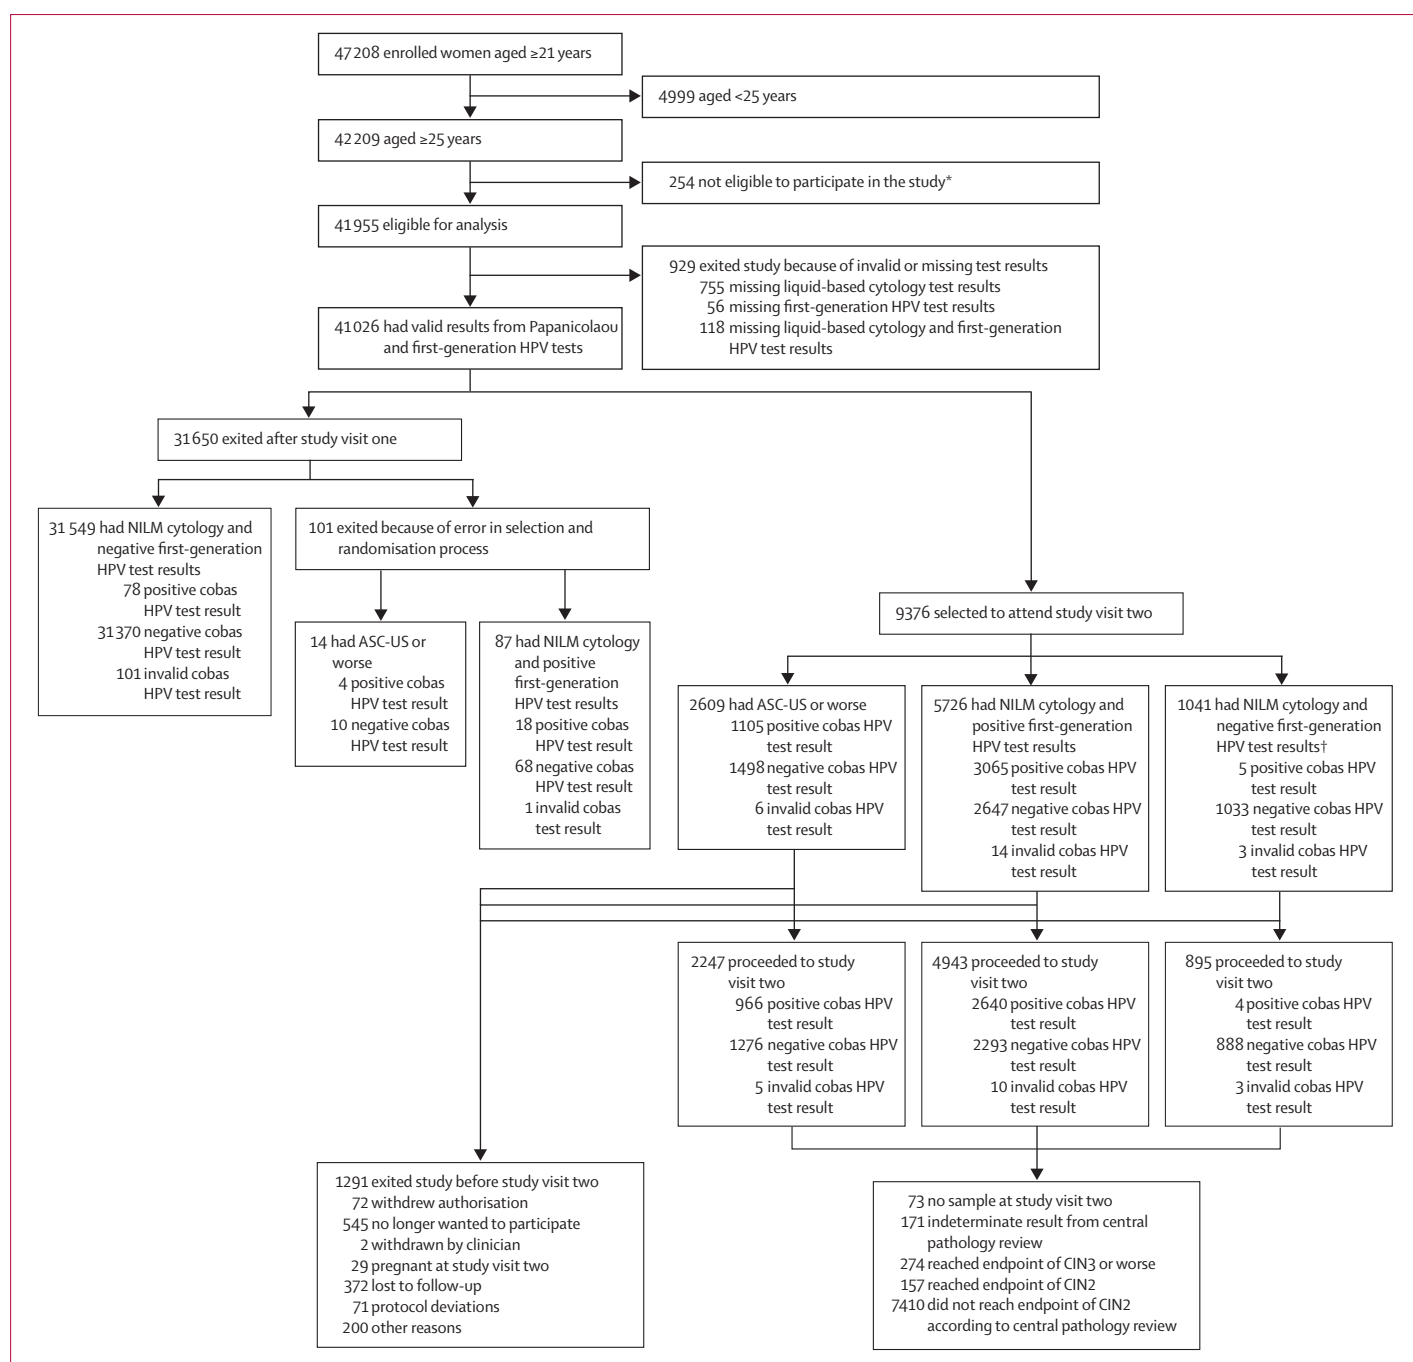 47208 enrolled women aged ≥21 years
4999 aged <25 years
42209 aged ≥25 years
254 not eligible to participate in the study*
41955 eligible for analysis
929 exited study because of invalid or missing test results
755 missing liquid-based cytology test results
56 missing first-generation HPV test results
118 missing liquid-based cytology and first-generation
HPV test results
41026 had valid results from Papanicolaou
and first-generation HPV tests
31650 exited after study visit one
31 549 had NILM cytology and
negative first-generation
HPV test results
78 positive cobas
HPV test result
31370 negative cobas
HPV test result
101 invalid cobas
HPV test result
101 exited because of error in selection and
randomisation process
14 had ASC-US or
worse
4 positive cobas
HPV test result
10 negative cobas
HPV test result
87 had NILM cytology
and positive
first-generation
HPV test results
18 positive cobas
HPV test result
68 negative cobas
HPV test result
1 invalid cobas
test result
9376 selected to attend study visit two
2609 had ASC-US or worse
1105 positive cobas HPV
test result
1498 negative cobas HPV
test result
6 invalid cobas HPV
test result
5726 had NILM cytology and
positive first-generation
HPV test results
3065 positive cobas HPV
test result
2647 negative cobas HPV
test result
14 invalid cobas HPV
test result
1041 had NILM cytology and
negative first-generation
HPV test results†
5 positive cobas HPV
test result
1033 negative cobas HPV
test result
3 invalid cobas HPV
test result
2247 proceeded to study
visit two
966 positive cobas HPV
test result
1276 negative cobas HPV
test result
5 invalid cobas HPV
test result
4943 proceeded to study
visit two
2640 positive cobas HPV
test result
2293 negative cobas HPV
test result
10 invalid cobas HPV
test result
895 proceeded to study
visit two
4 positive cobas HPV
test result
888 negative cobas HPV
test result
3 invalid cobas HPV
test result
1291 exited study before study visit two
72 withdrew authorisation
545 no longer wanted to participate
2 withdrawn by clinician
29 pregnant at study visit two
372 lost to follow-up
71 protocol deviations
200 other reasons
73 no sample at study visit two
171 indeterminate result from central
pathology review
274 reached endpoint of CIN3 or worse
157 reached endpoint of CIN2
7410 did not reach endpoint of CIN2
according to central pathology review